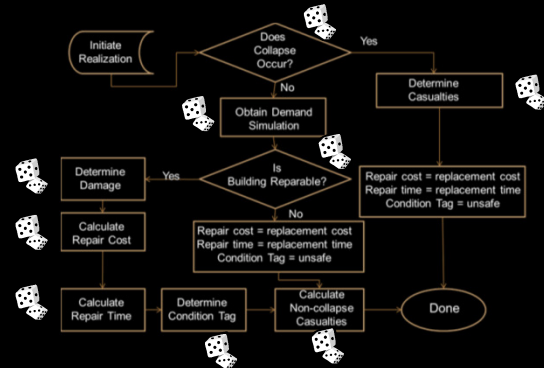 Initiate
Realization
Does
Collapse
Occur?
Yes
No
Determine
Casualties
Obtain Demand
Simulation
Is
Building Reparable?
Yes
No
Determine
Damage
Repair cost = replacement cost
Repair time = replacement time
Condition Tag = unsafe
Repair cost = replacement cost
Repair time = replacement time
Condition Tag = unsafe
Calculate
Repair Cost
Calculate
Repair Time
Determine
Condition Tag
Calculate
Non-collapse
Casualties
Done